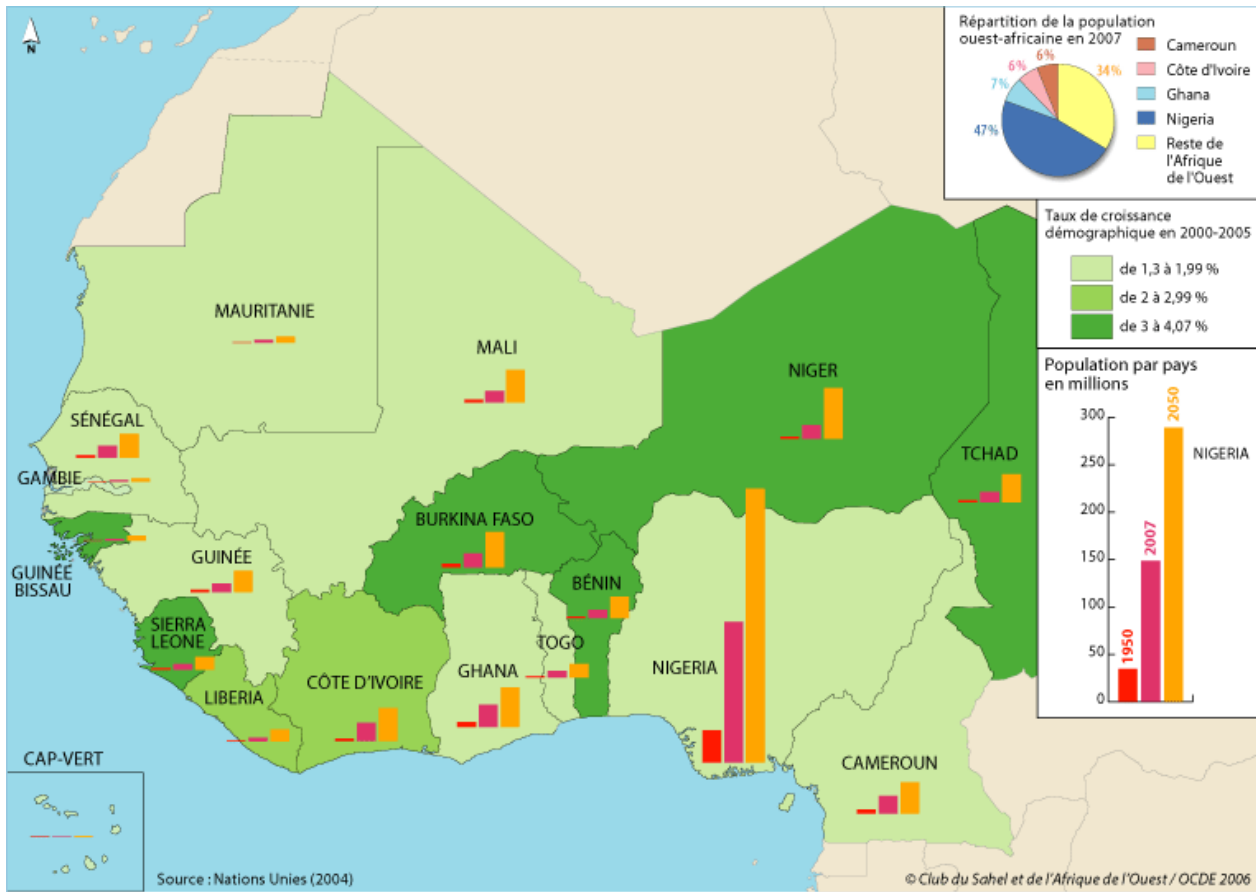 N
Répartition de la population
ouest-africaine en 2007
6%
6%
7%
47%
34%
Cameroun
Côte d'Ivoire
Ghana
Nigeria
Reste de
l'Afrique
de l'Ouest
Taux de croissance
démographique en 2000-2005
de 1,3 à 1,99 %
de 2 à 2,99 %
de 3 à 4,07 %
Population par pays
en millions
300
250
200
150
100
50
0
1950
2007
2050
NIGERIA
MAURITANIE
MALI
NIGER
TCHAD
SÉNÉGAL
GAMBIE
GUINÉE
BISSAU
GUINÉE
SIERRA
LEONE
LIBERIA
CÔTE D'IVOIRE
BURKINA FASO
GHANA
TOGO
BÉNIN
NIGERIA
CAMEROUN
CAP-VERT
Source : Nations Unies (2004)
© Club du Sahel et de l'Afrique de l'Ouest / OCDE 2006